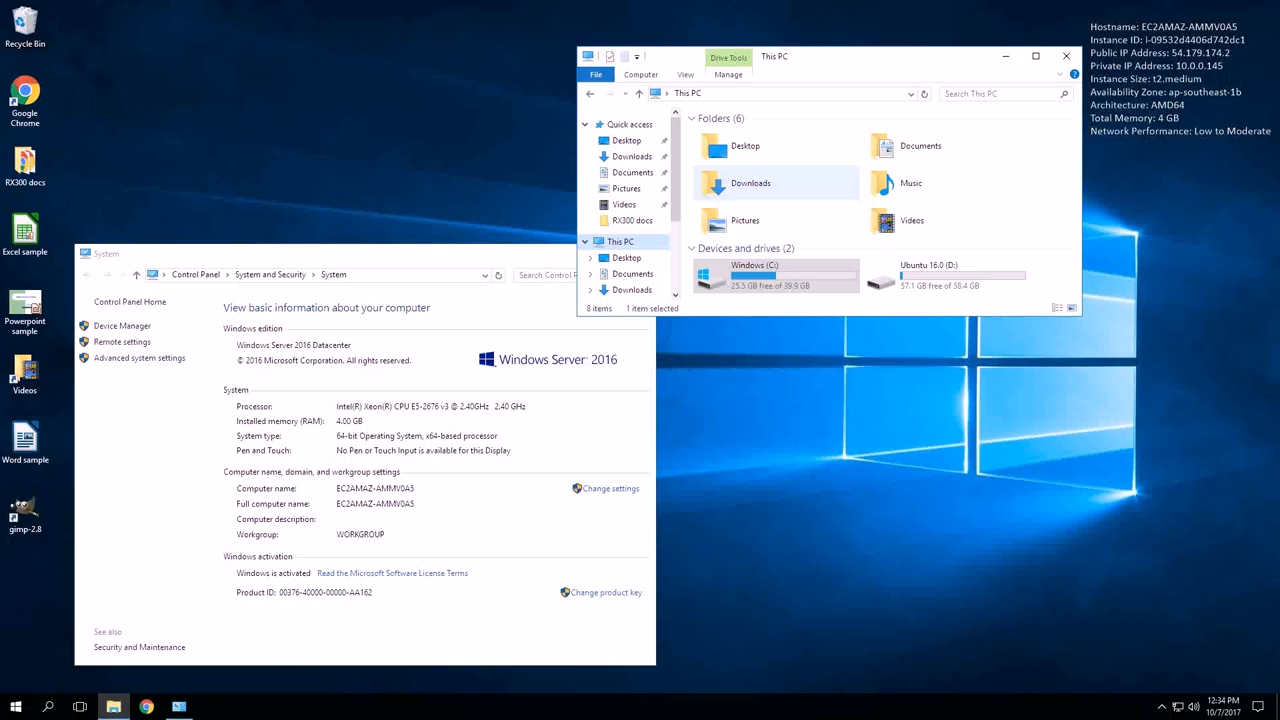 Recycle Bin
Google
Chrome
RX300 docs
Excel sample
Powerpoint
sample
Videos
Word sample
gimp-2.8
Hostname: EC2AMAZ-AMMV0A5
Instance ID: i-09532d4406d742dc1
Public IP Address: 54.179.174.2
Private IP Address: 10.0.0.145
Instance Size: t2.medium
Availability Zone: ap-southeast-1b
Architecture: AMD64
Total Memory: 4 GB
Network Performance: Low to Moderate
Drive Tools This PC
File Computer View Manage
This PC Search This PC
Quick access
Desktop
Downloads
Documents
Pictures
Videos
RX300 docs
This PC
Desktop
Documents
Downloads
Folders (6)
Desktop Documents
Downloads Music
Pictures Videos
Devices and drives (2)
Windows (C:) Ubuntu 16.0 (D:)
25.5 GB free of 39.9 GB 57.1 GB free of 58.4 GB
8 items 1 item selected
System
Control Panel System and Security System Search Control P
Control Panel Home
Device Manager
Remote settings
Advanced system settings
See also
Security and Maintenance
View basic information about your computer
Windows edition
Windows Server 2016 Datacenter
© 2016 Microsoft Corporation. All rights reserved.
Windows Server® 2016
System
Processor: Intel(R) Xeon(R) CPU E5-2676 v3 @ 2.40GHz 2.40 GHz
Installed memory (RAM): 4.00 GB
System type: 64-bit Operating System, x64-based processor
Pen and Touch: No Pen or Touch Input is available for this Display
Computer name, domain, and workgroup settings
Computer name: EC2AMAZ-AMMV0A5 Change settings
Full computer name: EC2AMAZ-AMMV0A5
Computer description:
Workgroup: WORKGROUP
Windows activation
Windows is activated Read the Microsoft Software License Terms
Product ID: 00376-40000-00000-AA162 Change product key
12:34 PM
10/7/2017